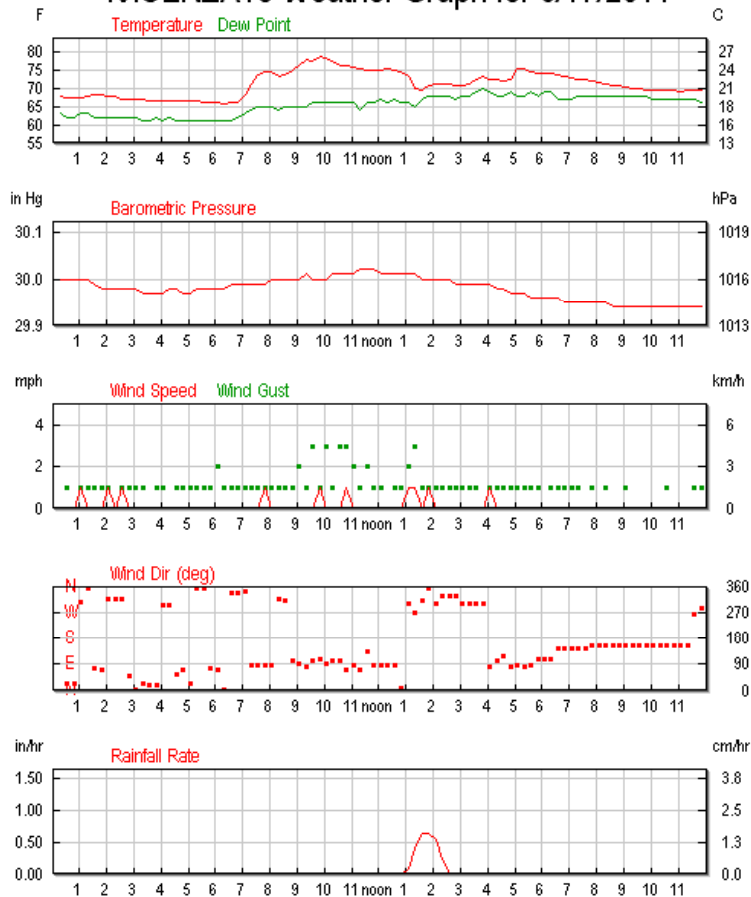 F Temperature Dew Point C
80 27
75 24
70 21
65 18
60 16
55 13
1 2 3 4 5 6 7 8 9 10 11 noon 1 2 3 4 5 6 7 8 9 10 11
in Hg Barometric Pressure hPa
30.1 1019
30.0 1016
29.9 1013
1 2 3 4 5 6 7 8 9 10 11 noon 1 2 3 4 5 6 7 8 9 10 11
mph Wind Speed Wind Gust km/h
4 6
2 3
0 0
1 2 3 4 5 6 7 8 9 10 11 noon 1 2 3 4 5 6 7 8 9 10 11
Wind Dir (deg)
N 360
W 270
S 180
E 90
N 0
1 2 3 4 5 6 7 8 9 10 11 noon 1 2 3 4 5 6 7 8 9 10 11
in/hr Rainfall Rate cm/hr
1.50 3.8
1.00 2.5
0.50 1.3
0.00 0.0
1 2 3 4 5 6 7 8 9 10 11 noon 1 2 3 4 5 6 7 8 9 10 11